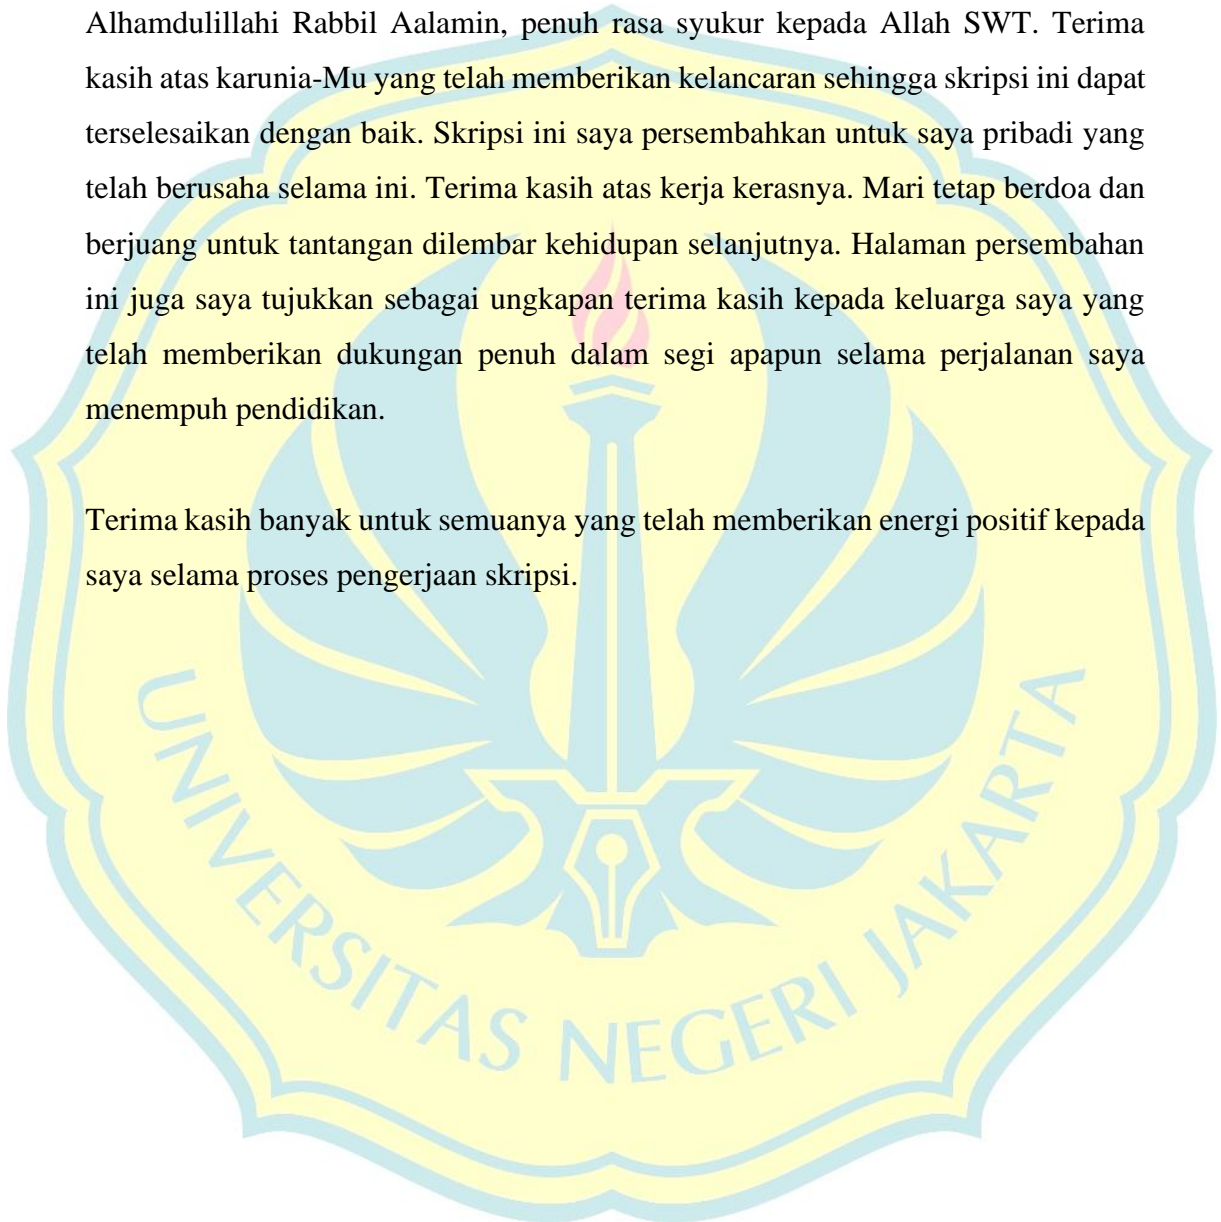 Alhamdulillahi Rabbil Aalamin, penuh rasa syukur kepada Allah SWT. Terima
kasih atas karunia-Mu yang telah memberikan kelancaran sehingga skripsi ini dapat
terselesaikan dengan baik. Skripsi ini saya persembahkan untuk saya pribadi yang
telah berusaha selama ini. Terima kasih atas kerja kerasnya. Mari tetap berdoa dan
berjuang untuk tantangan dilembar kehidupan selanjutnya. Halaman persembahan
ini juga saya tujukkan sebagai ungkapan terima kasih kepada keluarga saya yang
telah memberikan dukungan penuh dalam segi apapun selama perjalanan saya
menempuh pendidikan.
Terima kasih banyak untuk semuanya yang telah memberikan energi positif kepada
saya selama proses pengerjaan skripsi.
UNIVERSITAS NEGERI JAKARTA